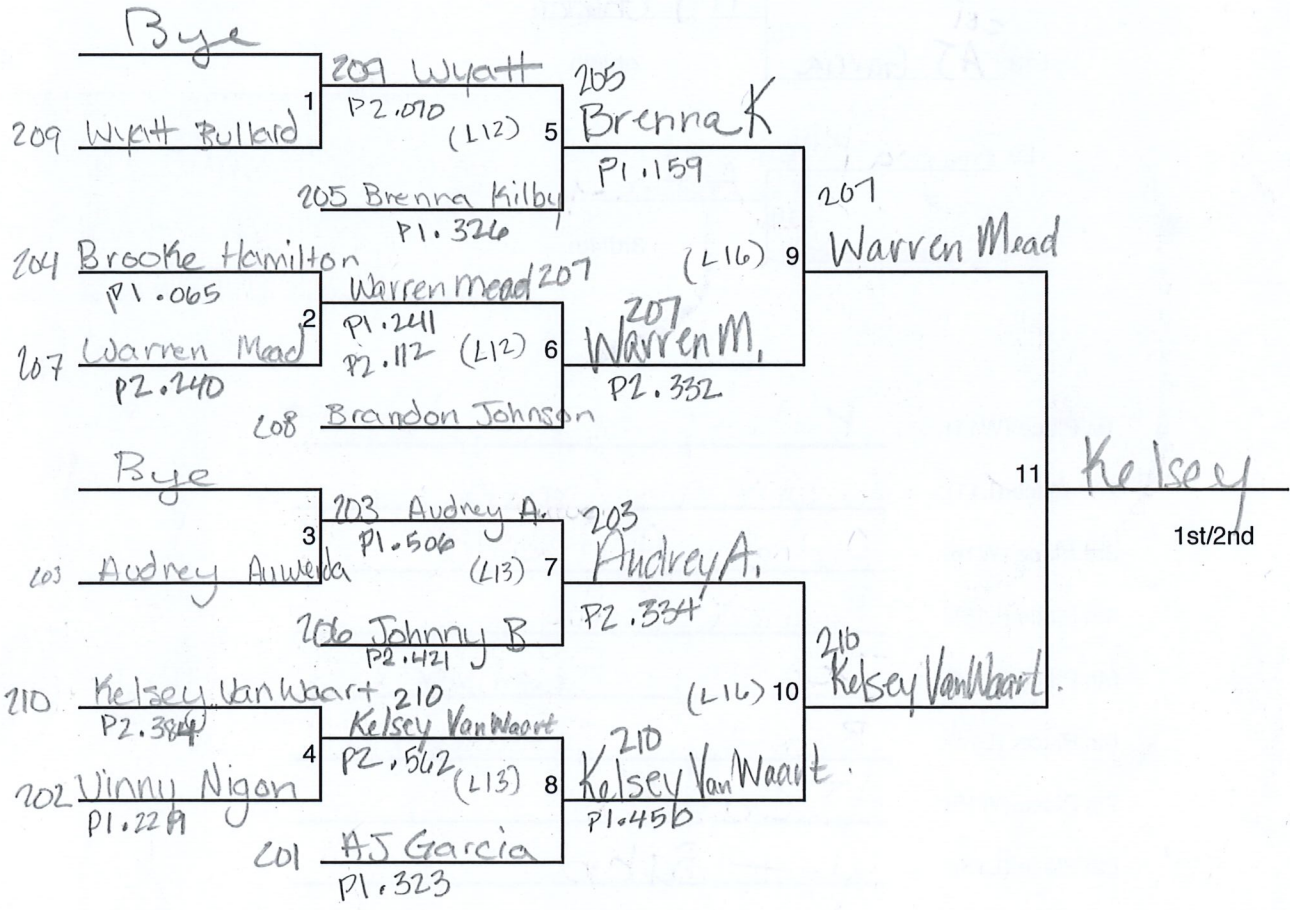 Bye
1
209 Wyatt Bullard
209 Wyatt
P2.070
(L12) 5
205 Brenna Kilby
P1.326
205
Brenna K
P1.159
204 Brooke Hamilton
P1.065
2
207 Warren Mead
P2.240
Warren Mead 207
P1.241
P2.112 (L12) 6
208 Brandon Johnson
207
Warren M.
P2.332
(L16) 9
207
Warren Mead
Bye
3
203 Audrey Auwerda
203 Audrey A.
P1.506
(L13) 7
206 Johnny B
P2.421
203
Audrey A.
P2.334
210 Kelsey VanWaart
P2.384
4
202 Vinny Nigon
P1.229
210
Kelsey VanWaart
P2.562
(L13) 8
201 AJ Garcia
P1.323
210
Kelsey VanWaart.
P1.450
(L16) 10
210
Kelsey VanWaart.
11 Kelsey
1st/2nd